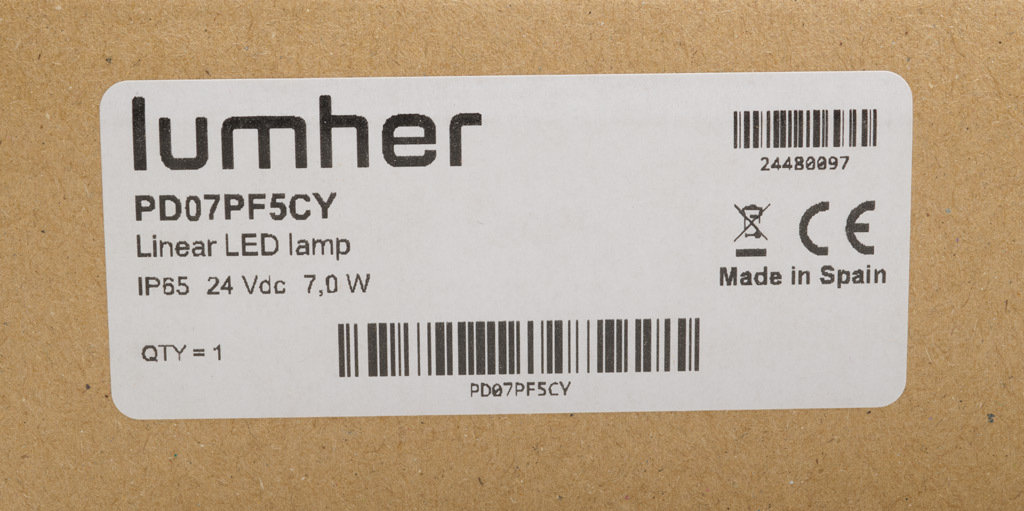 lumher
PD07PF5CY
Linear LED lamp
IP65 24 Vdc 7,0 W
QTY = 1
PD07PF5CY
24480097
CE
Made in Spain